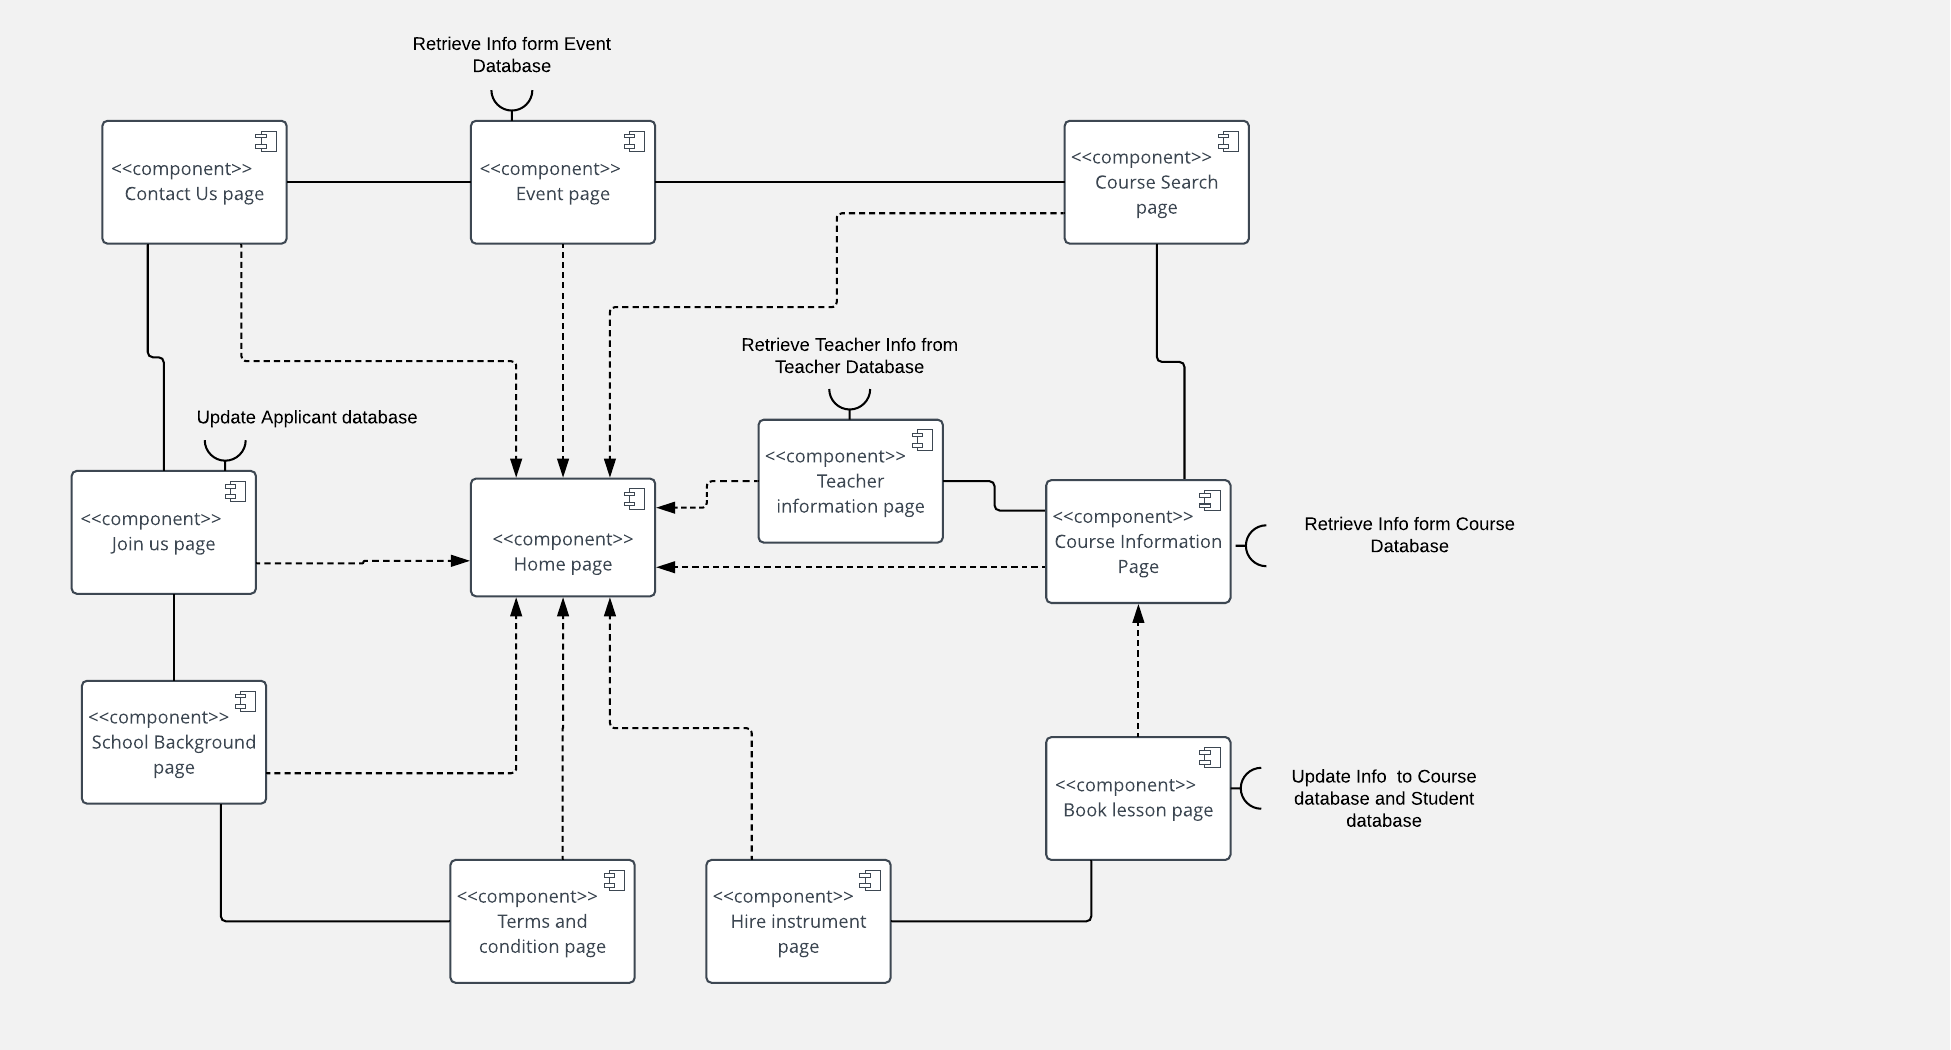 Retrieve Info form Event
Database
<<component>>
Contact Us page
<<component>>
Event page
<<component>>
Course Search
page
Retrieve Teacher Info from
Teacher Database
Update Applicant database
<<component>>
Teacher
information page
<<component>>
Join us page
<<component>>
Home page
<<component>>
Course Information
Page
Retrieve Info form Course
Database
<<component>>
School Background
page
<<component>>
Book lesson page
Update Info  to Course
database and Student
database
<<component>>
Terms and
condition page
<<component>>
Hire instrument
page